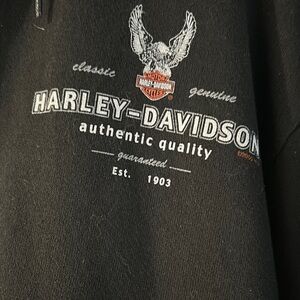 classic
HARLEY-DAVIDSON
genuine
HARLEY-DAVIDSON
authentic quality
guaranteed
Est. 1903